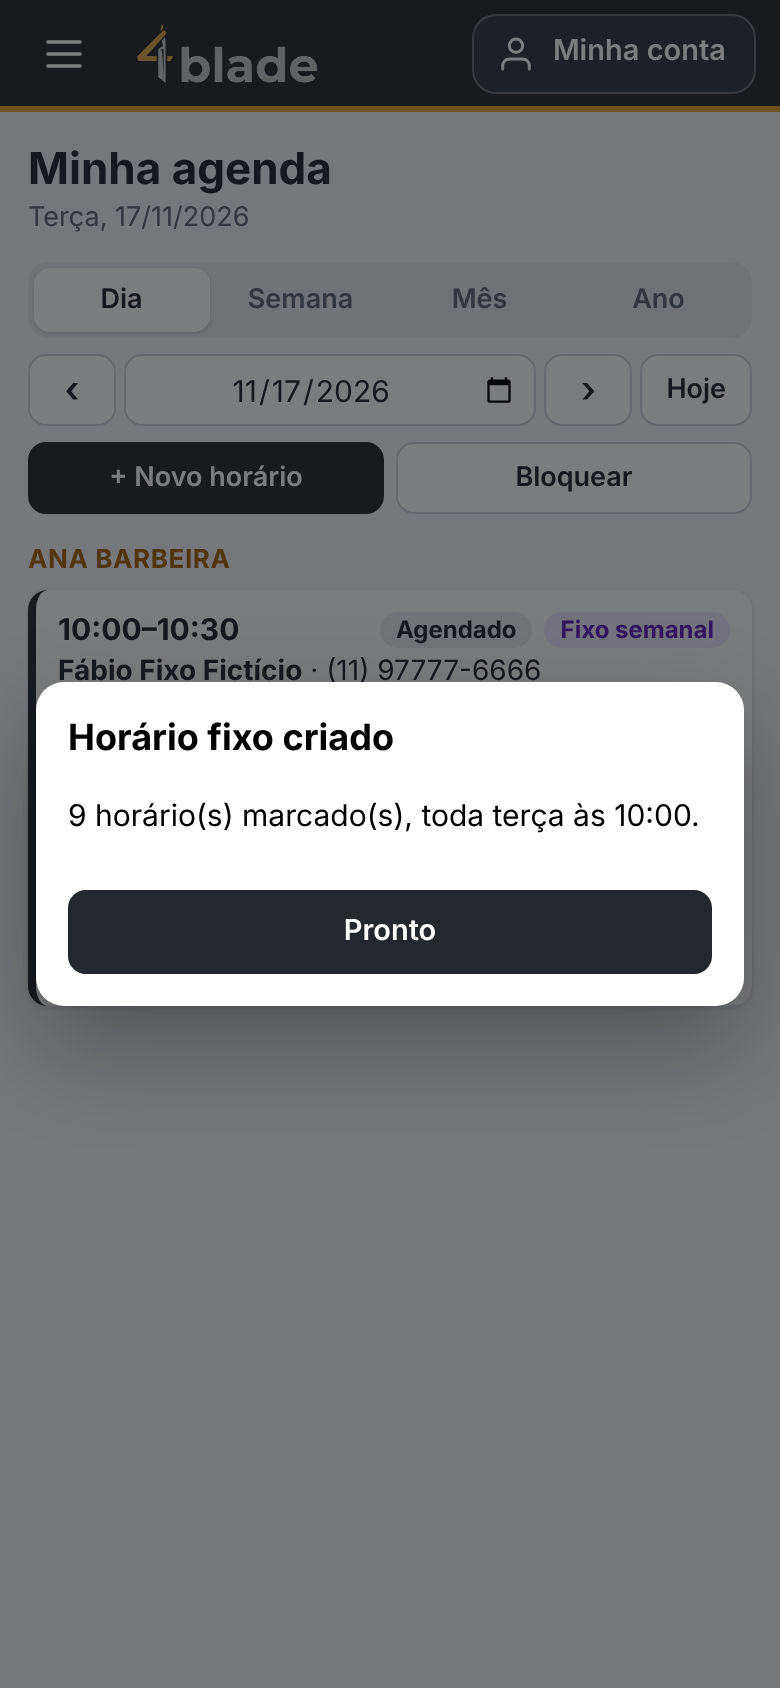 4blade
Minha conta
Minha agenda
Terça, 17/11/2026
Dia
Semana
Mês
Ano
‹
11/17/2026
›
Hoje
+ Novo horário
Bloquear
ANA BARBEIRA
10:00–10:30
Agendado
Fixo semanal
Fábio Fixo Fictício · (11) 97777-6666
Horário fixo criado
9 horário(s) marcado(s), toda terça às 10:00.
Pronto